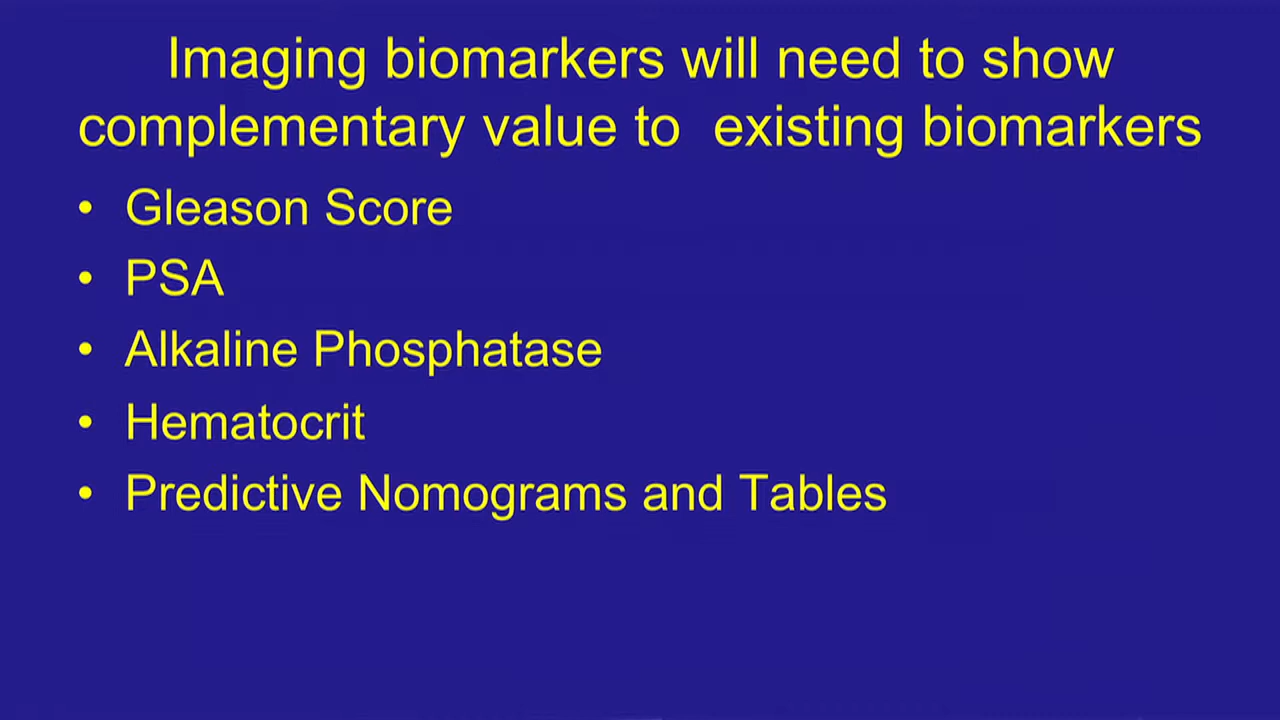 Imaging biomarkers will need to show
complementary value to  existing biomarkers
• Gleason Score
• PSA
• Alkaline Phosphatase
• Hematocrit
• Predictive Nomograms and Tables